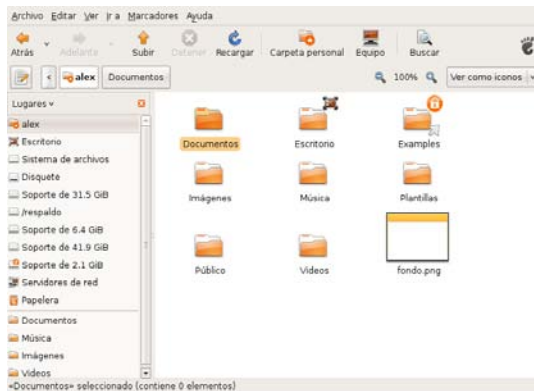 Archivo Editar Ver Ir a Marcadores Ayuda
Atrás Adelante Subir Detener Recargar Carpeta personal Equipo Buscar
alex Documentos 100% Ver como iconos
Lugares
alex
Escritorio
Sistema de archivos
Disquete
Soporte de 31.5 GiB
/respaldo
Soporte de 6.4 GiB
Soporte de 41.9 GiB
Soporte de 2.1 GiB
Servidores de red
Papelera
Documentos
Música
Imágenes
Videos
Documentos Escritorio Examples
Imágenes Música Plantillas
Público Videos fondo.png
«Documentos» seleccionado (contiene 0 elementos)